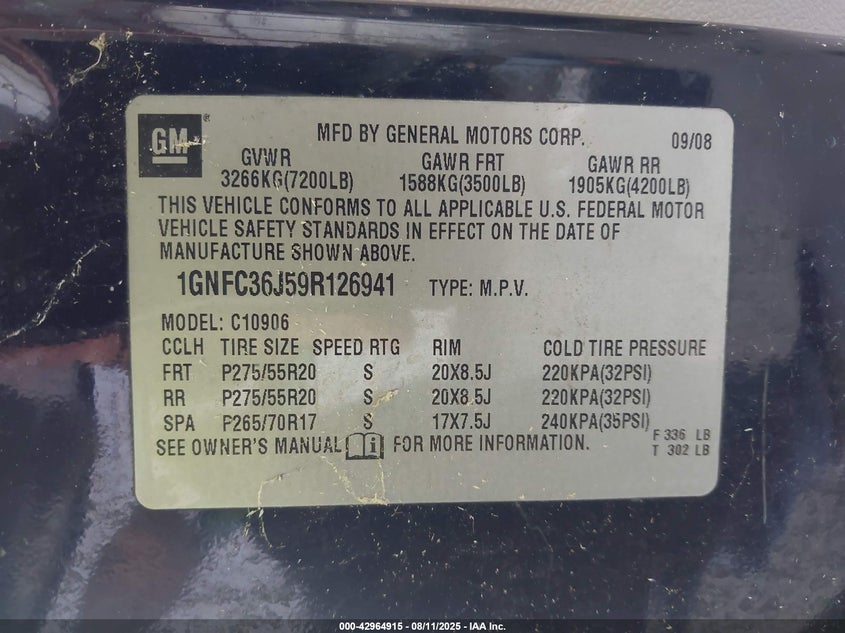 GM ®
MFD BY GENERAL MOTORS CORP. 09/08
GVWR GAWR FRT GAWR RR
3266KG(7200LB) 1588KG(3500LB) 1905KG(4200LB)
THIS VEHICLE CONFORMS TO ALL APPLICABLE U.S. FEDERAL MOTOR
VEHICLE SAFETY STANDARDS IN EFFECT ON THE DATE OF
MANUFACTURE SHOWN ABOVE.
1GNFC36J59R126941 TYPE: M.P.V.
MODEL: C10906
CCLH TIRE SIZE SPEED RTG RIM COLD TIRE PRESSURE
FRT P275/55R20 S 20X8.5J 220KPA(32PSI)
RR P275/55R20 S 20X8.5J 220KPA(32PSI)
SPA P265/70R17 S 17X7.5J 240KPA(35PSI)
SEE OWNER'S MANUAL i FOR MORE INFORMATION.
F 336 LB
T 302 LB
000-42964915 - 08/11/2025 - IAA Inc.